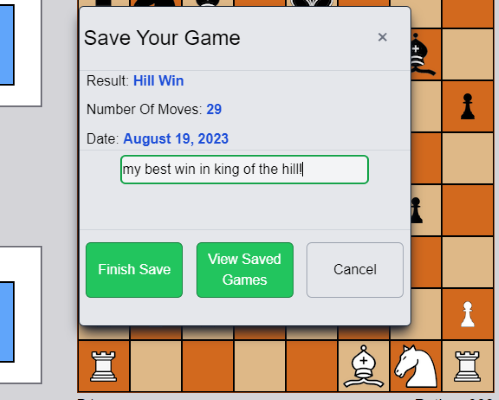 Save Your Game ×
Result: Hill Win
Number Of Moves: 29
Date: August 19, 2023
my best win in king of the hill!
Finish Save
View Saved
Games
Cancel